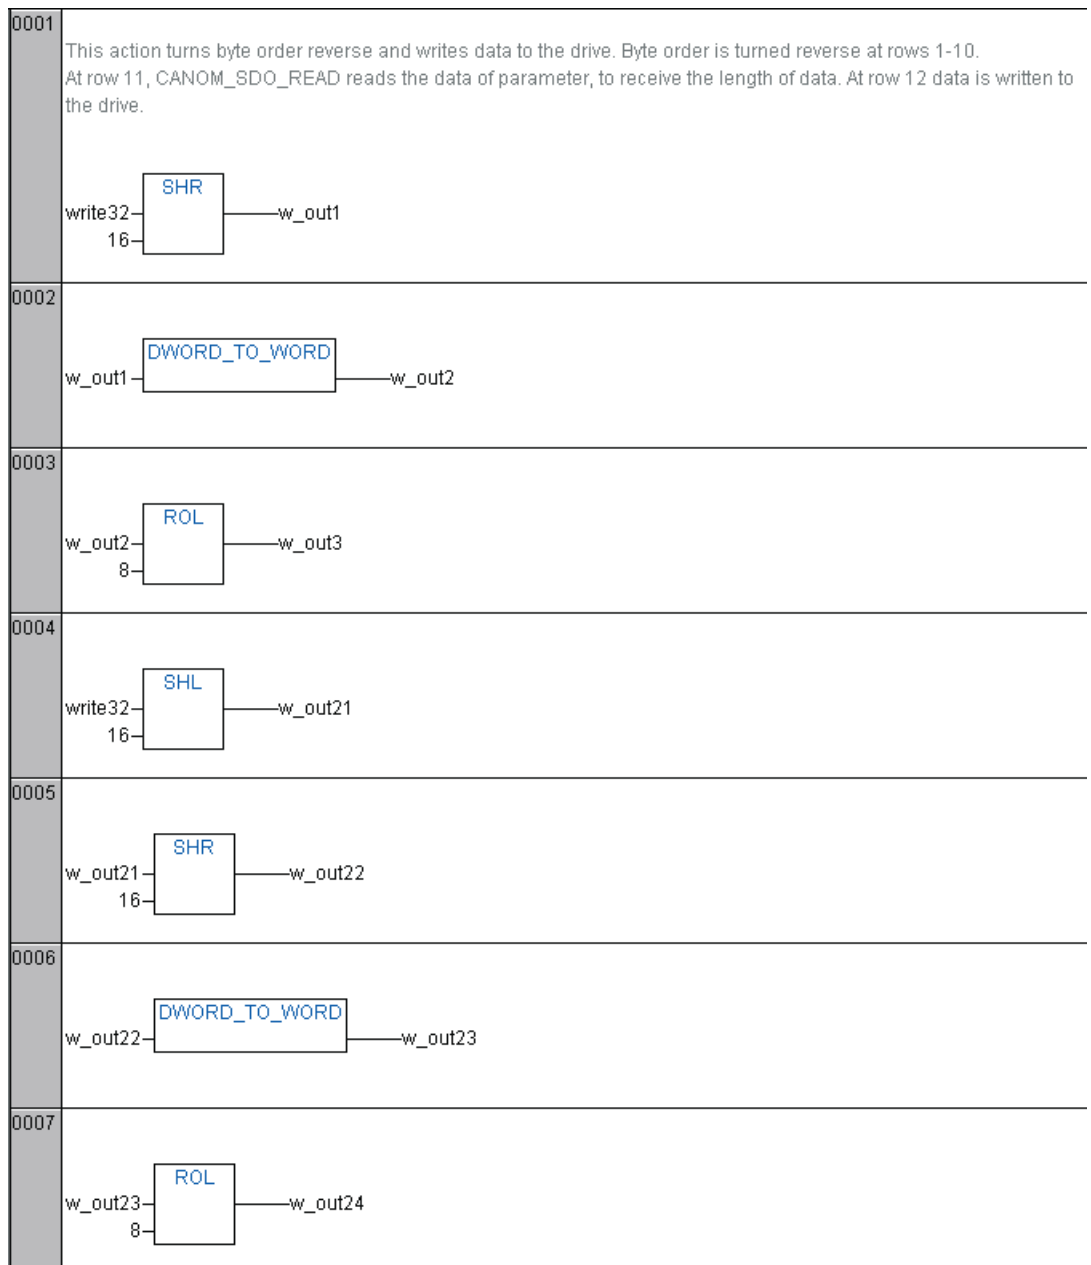 0001
This action turns byte order reverse and writes data to the drive. Byte order is turned reverse at rows 1-10.
At row 11, CANOM_SDO_READ reads the data of parameter, to receive the length of data. At row 12 data is written to
the drive.
SHR
write32 w_out1
16
0002
DWORD_TO_WORD
w_out1 w_out2
0003
ROL
w_out2 w_out3
8
0004
SHL
write32 w_out21
16
0005
SHR
w_out21 w_out22
16
0006
DWORD_TO_WORD
w_out22 w_out23
0007
ROL
w_out23 w_out24
8